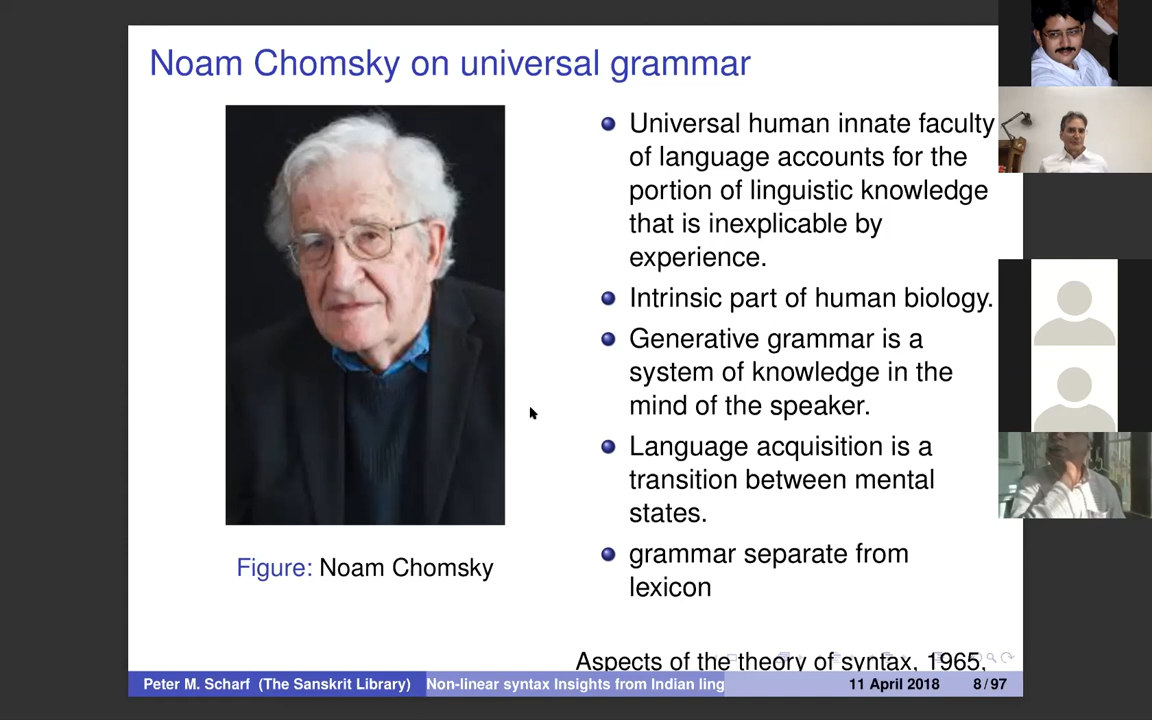 Noam Chomsky on universal grammar
Universal human innate faculty
of language accounts for the
portion of linguistic knowledge
that is inexplicable by
experience.
Intrinsic part of human biology.
Generative grammar is a
system of knowledge in the
mind of the speaker.
Language acquisition is a
transition between mental
states.
grammar separate from
lexicon
Figure: Noam Chomsky
Aspects of the theory of syntax, 1965,
Peter M. Scharf (The Sanskrit Library) Non-linear syntax Insights from Indian ling 11 April 2018 8/97